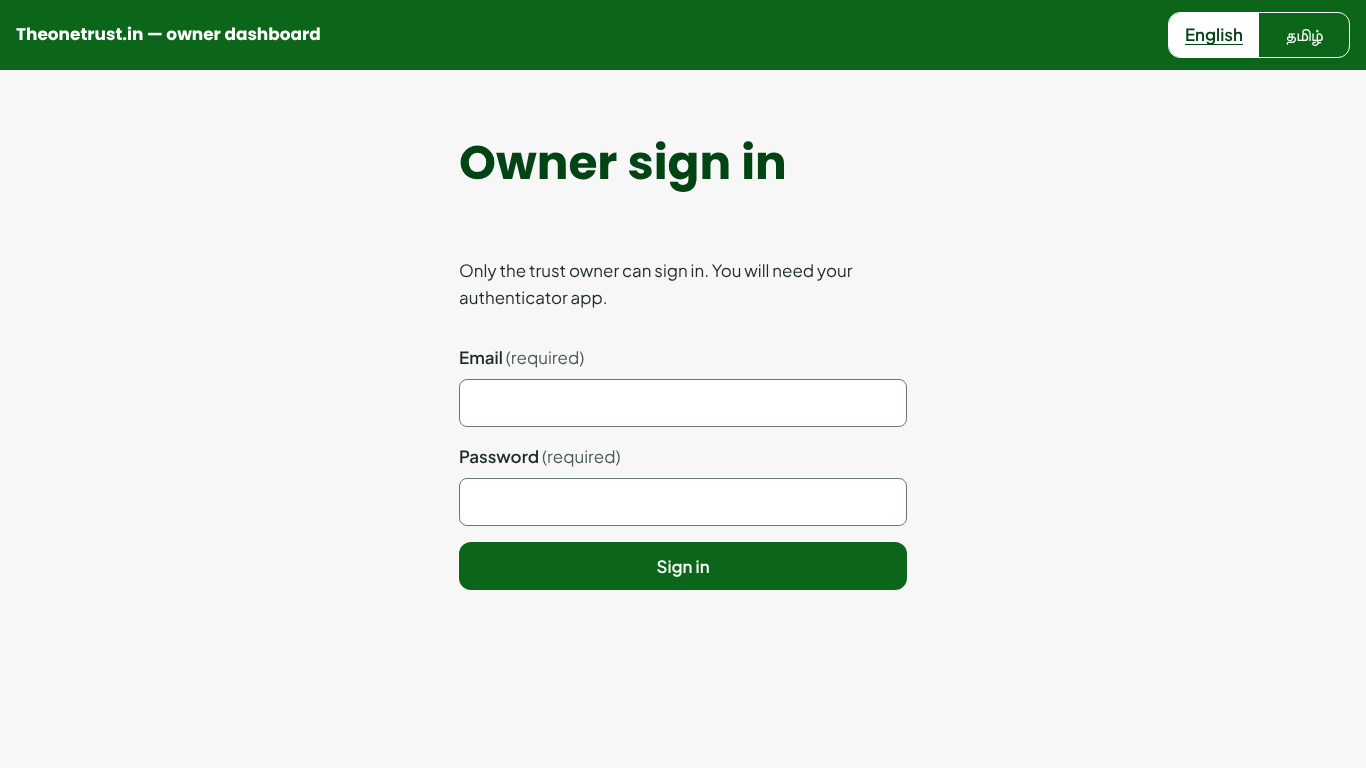 Theonetrust.in — owner dashboard
English
தமிழ்
Owner sign in
Only the trust owner can sign in. You will need your
authenticator app.
Email (required)
Password (required)
Sign in